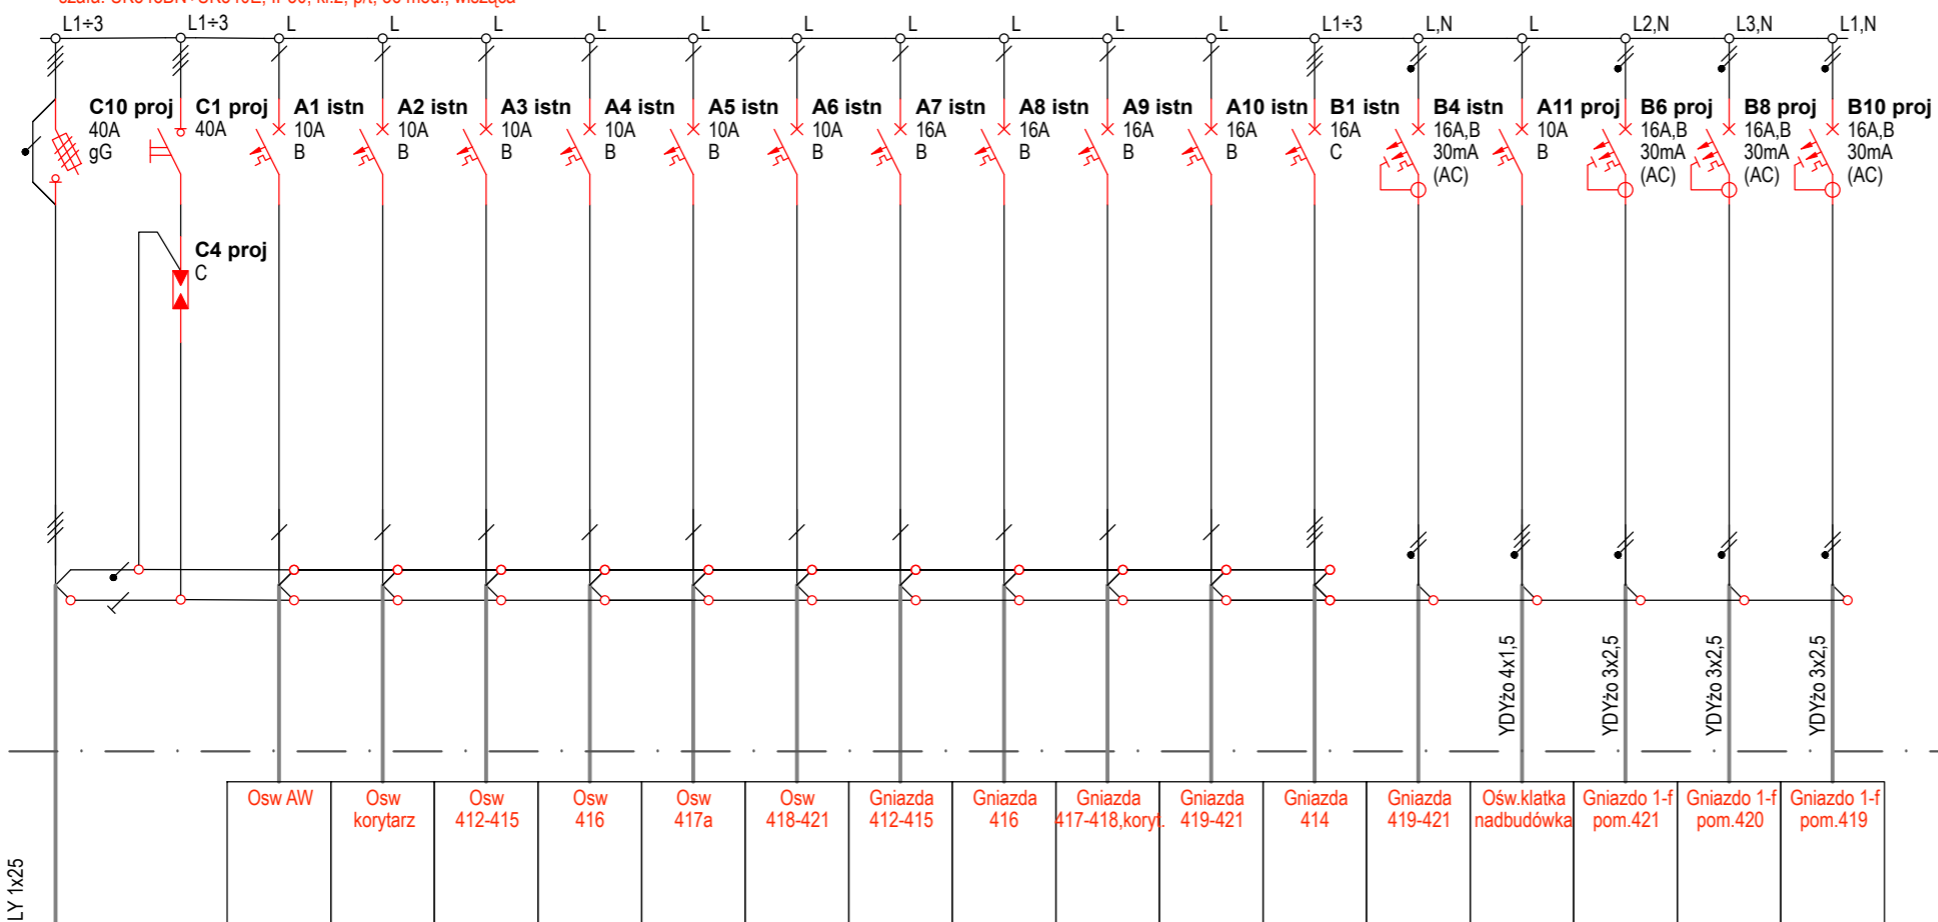 L1÷3
L1÷3
L
L
L
L
L
L
L
L
L
L
L1÷3
L,N
L
L2,N
L3,N
L1,N
C10 proj
40A
gG
C1 proj
40A
A1 istn
10A
B
A2 istn
10A
B
A3 istn
10A
B
A4 istn
10A
B
A5 istn
10A
B
A6 istn
10A
B
A7 istn
16A
B
A8 istn
16A
B
A9 istn
16A
B
A10 istn
16A
B
B1 istn
16A
C
B4 istn
16A,B
30mA
(AC)
A11 proj
10A
B
B6 proj
16A,B
30mA
(AC)
B8 proj
16A,B
30mA
(AC)
B10 proj
16A,B
30mA
(AC)
C4 proj
C
YDYżo 4x1,5
YDYżo 3x2,5
YDYżo 3x2,5
YDYżo 3x2,5
LY 1x25
Osw AW
Osw
korytarz
Osw
412-415
Osw
416
Osw
417a
Osw
418-421
Gniazda
412-415
Gniazda
416
Gniazda
417-418,koryt.
Gniazda
419-421
Gniazda
414
Gniazda
419-421
Ośw.klatka
nadbudówka
Gniazdo 1-f
pom.421
Gniazdo 1-f
pom.420
Gniazdo 1-f
pom.419